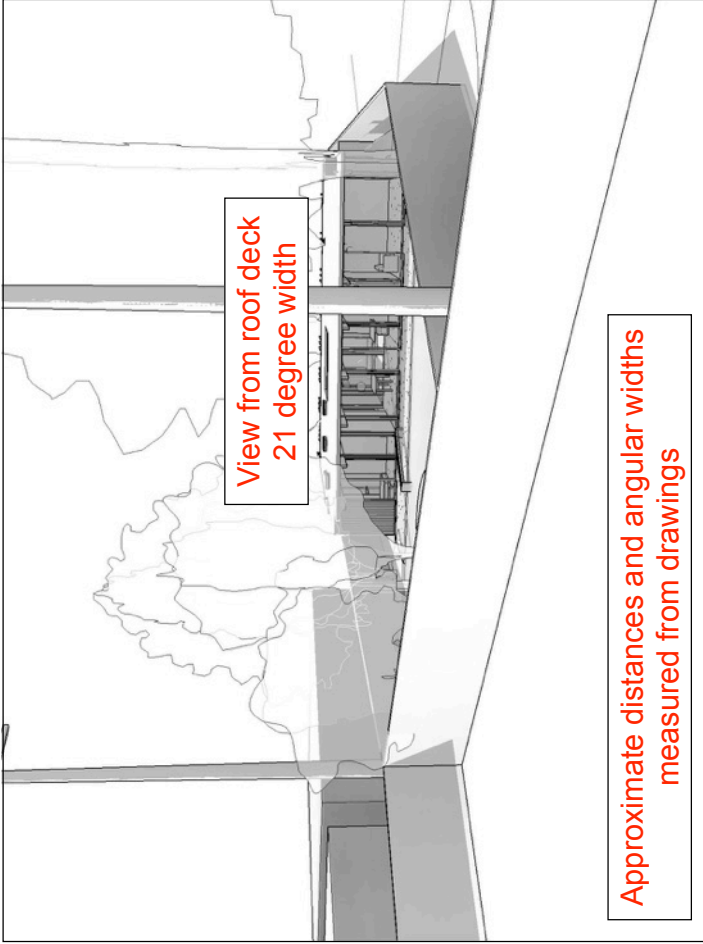 View from roof deck
21 degree width
Approximate distances and angular widths
measured from drawings